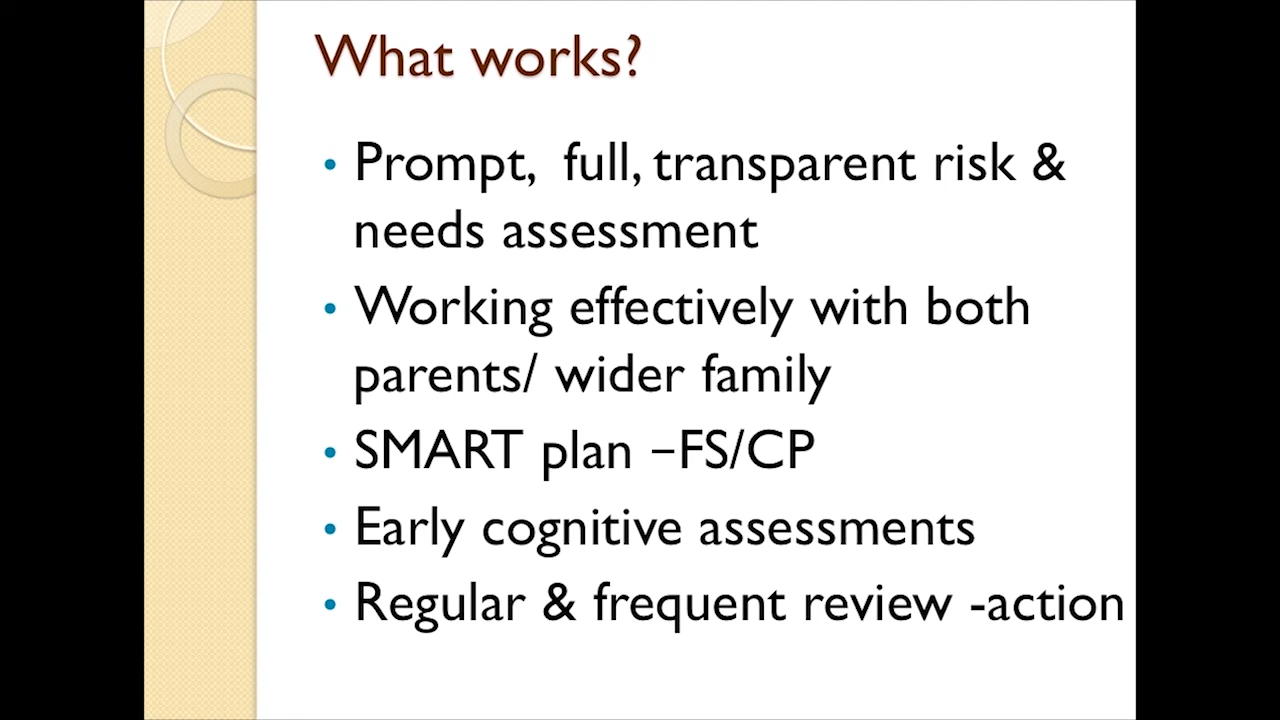 What works?
• Prompt,  full, transparent risk &
needs assessment
• Working effectively with both
parents/ wider family
• SMART plan –FS/CP
• Early cognitive assessments
• Regular & frequent review -action